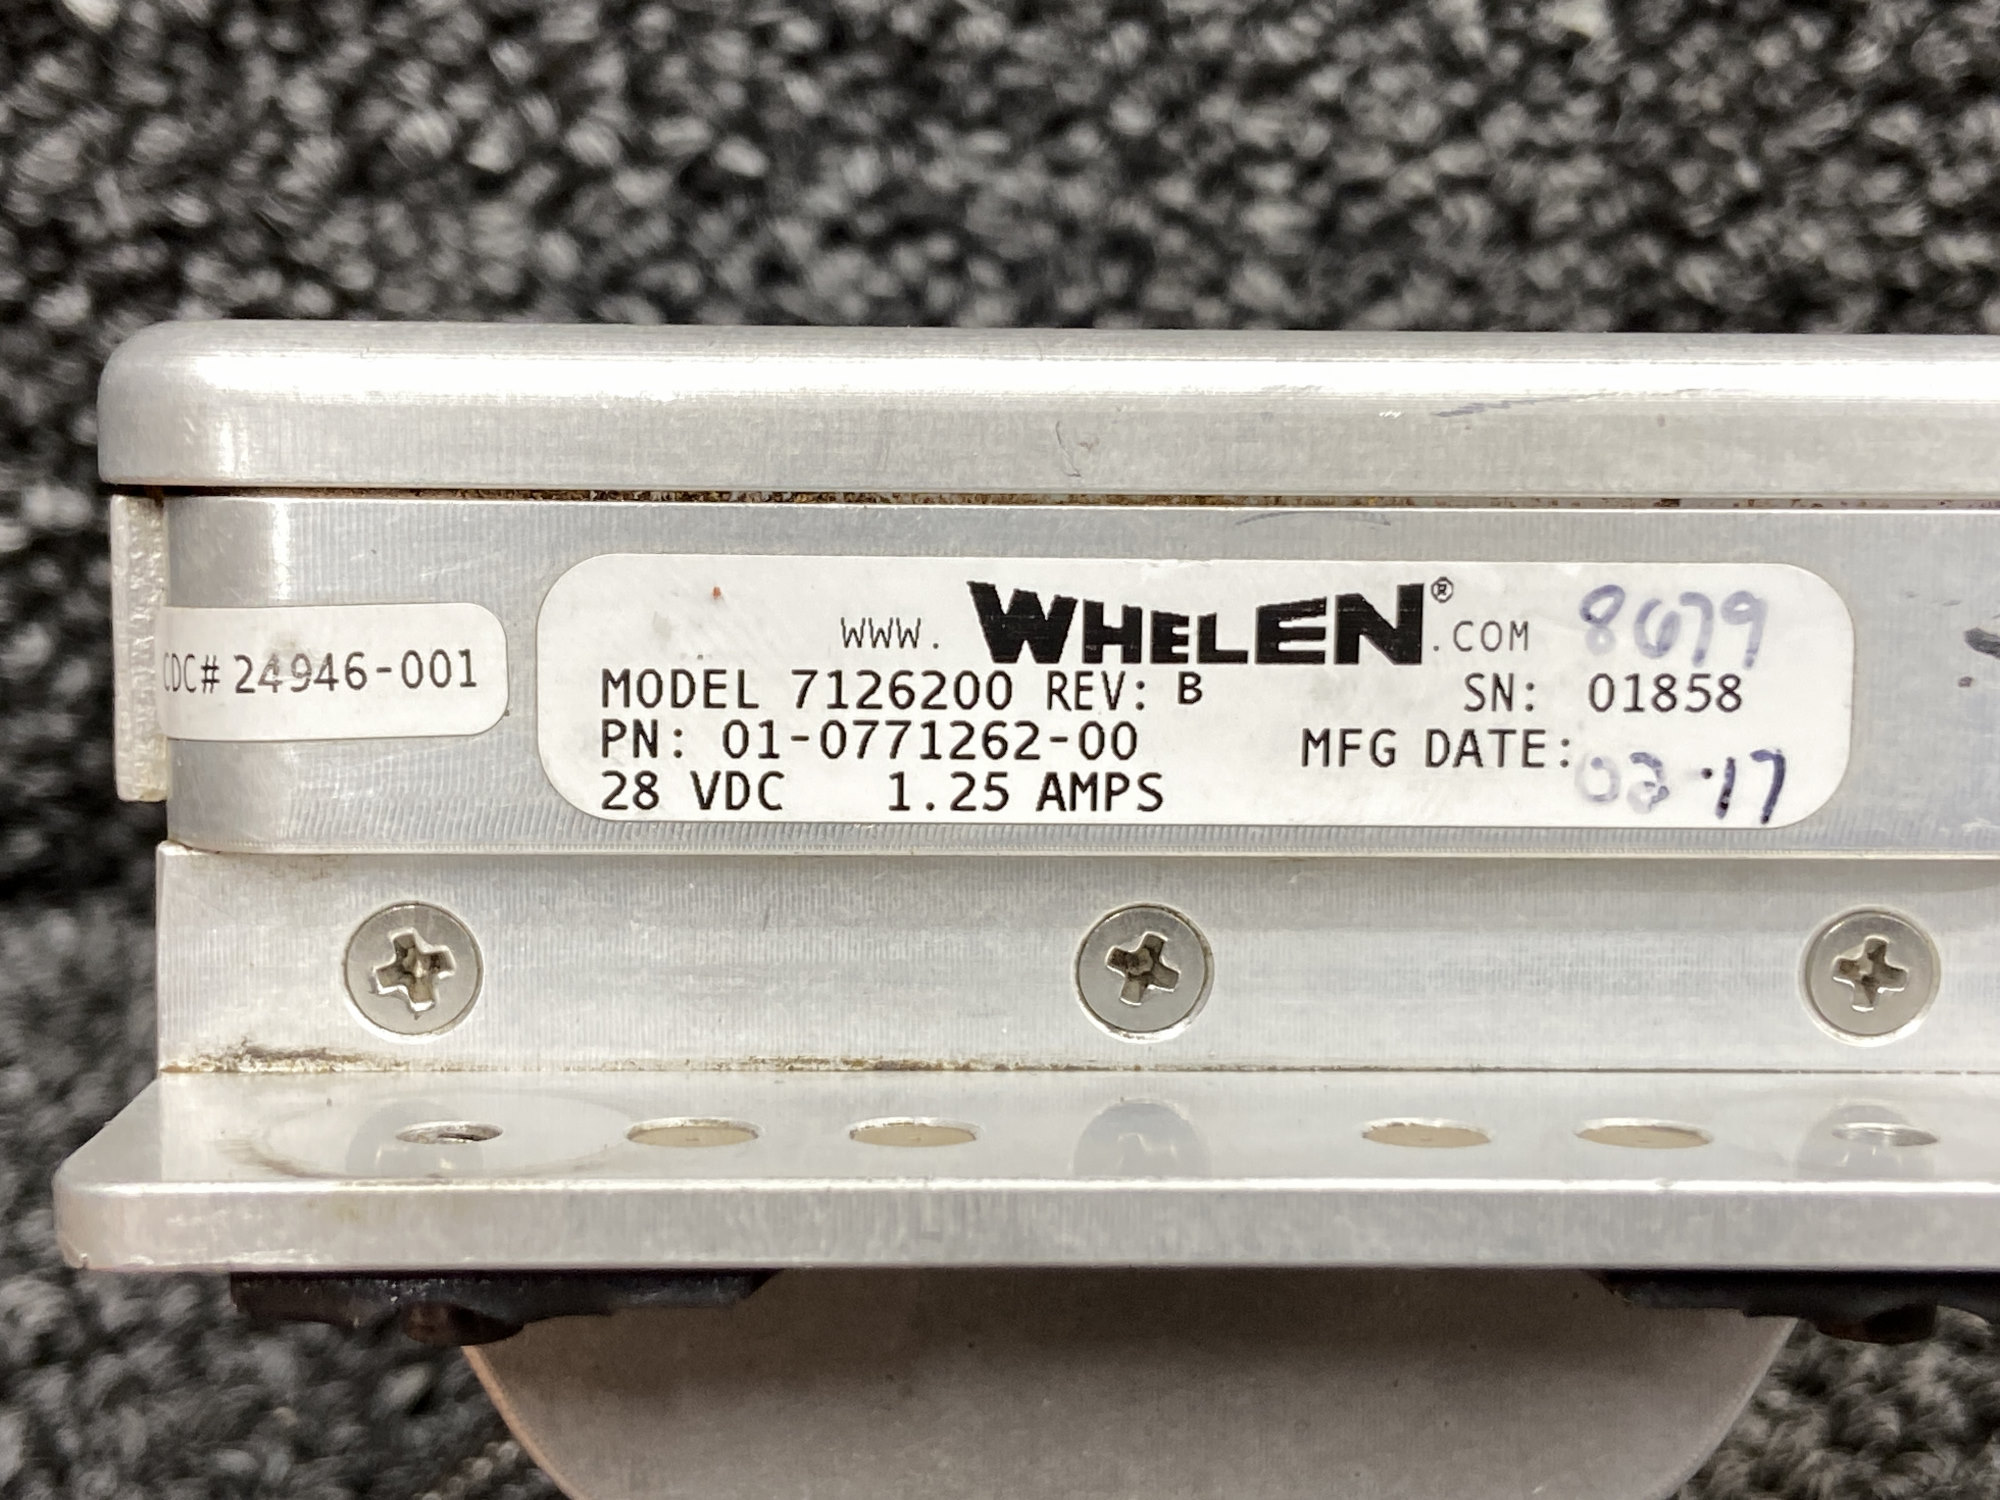 CDC# 24946-001
www.WHELEN®.COM 8679
MODEL 7126200 REV: B SN: 01858
PN: 01-0771262-00 MFG DATE: 02-17
28 VDC 1.25 AMPS